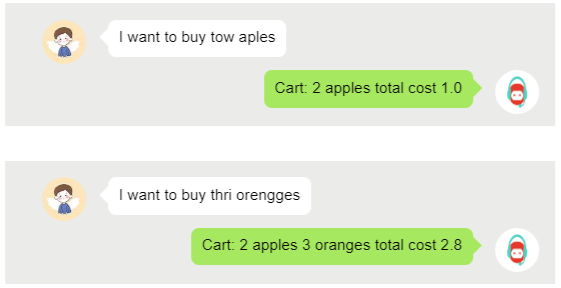 I want to buy tow aples
Cart: 2 apples total cost 1.0
I want to buy thri orengges
Cart: 2 apples 3 oranges total cost 2.8